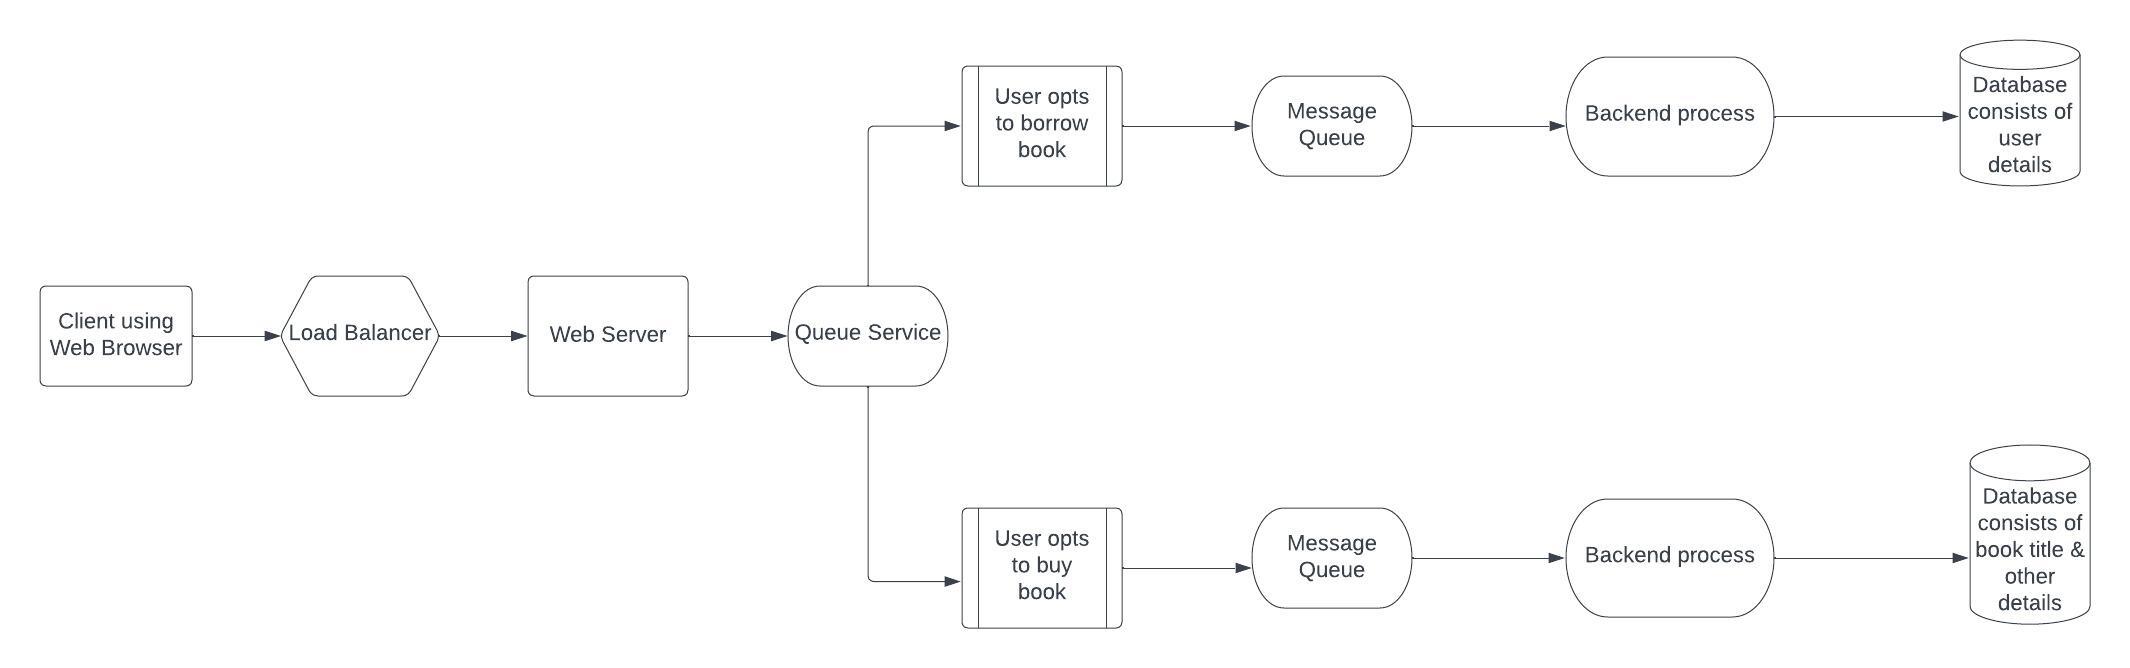 Client using
Web Browser
Load Balancer
Web Server
Queue Service
User opts
to borrow
book
Message
Queue
Backend process
Database
consists of
user
details
User opts
to buy
book
Message
Queue
Backend process
Database
consists of
book title &
other
details